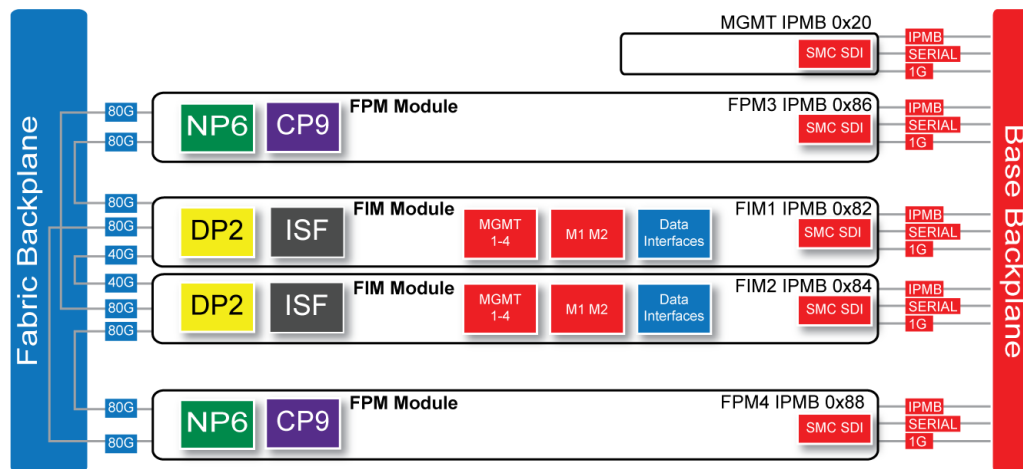 Fabric Backplane
MGMT IPMB 0x20
SMC SDI
IPMB
SERIAL
1G
80G
80G
FPM Module
NP6
CP9
FPM3 IPMB 0x86
SMC SDI
IPMB
SERIAL
1G
80G
80G
40G
FIM Module
DP2
ISF
MGMT
1-4
M1 M2
Data
Interfaces
FIM1 IPMB 0x82
SMC SDI
IPMB
SERIAL
1G
40G
80G
80G
FIM Module
DP2
ISF
MGMT
1-4
M1 M2
Data
Interfaces
FIM2 IPMB 0x84
SMC SDI
IPMB
SERIAL
1G
80G
80G
FPM Module
NP6
CP9
FPM4 IPMB 0x88
SMC SDI
IPMB
SERIAL
1G
Base Backplane